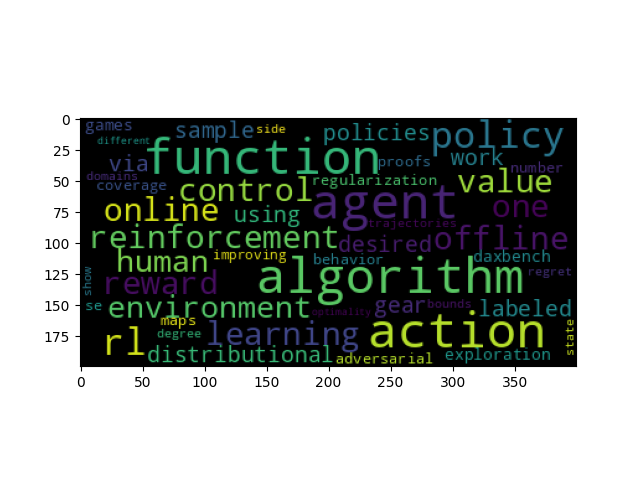 0
games
sample
side
policies
policy
different
function
25
via
proofs
work
number
domains
coverage
regularization
50
control
agent
value
75
online
using
one
trajectories
reinforcement
desired
offline
100
human
improving
behavior
daxbench
125
show
reward
algorithm
regret
150
se
environment
optimality
gear
bounds
labeled
maps
175
rl
degree
learning
action
state
distributional
adversarial
exploration
0 50 100 150 200 250 300 350